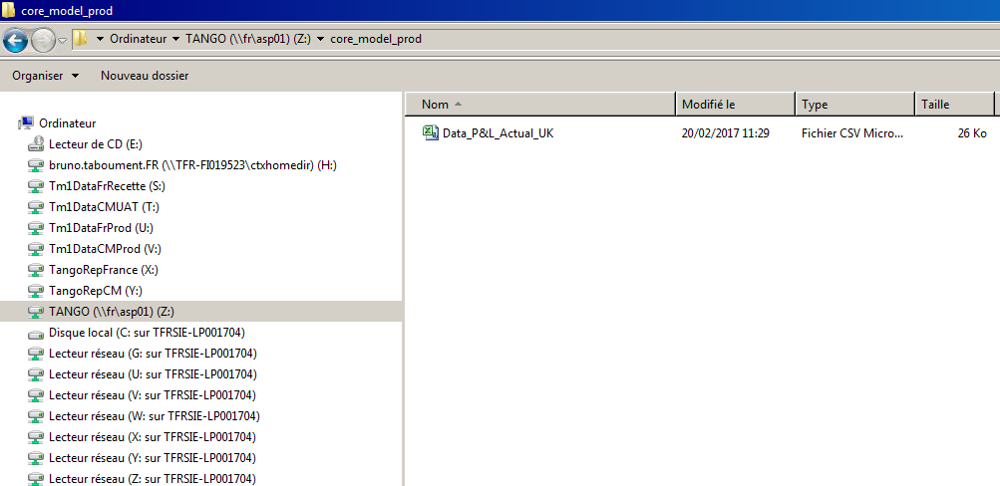 core_model_prod
Ordinateur TANGO (\\fr\asp01) (Z:) core_model_prod
Organiser Nouveau dossier
Nom Modifié le Type Taille
Data_P&L_Actual_UK 20/02/2017 11:29 Fichier CSV Micro... 26 Ko
Ordinateur
Lecteur de CD (E:)
bruno.taboument.FR (\\TFR-FI019523\ctxhomedir) (H:)
Tm1DataFrRecette (S:)
Tm1DataCMUAT (T:)
Tm1DataFrProd (U:)
Tm1DataCMProd (V:)
TangoRepFrance (X:)
TangoRepCM (Y:)
TANGO (\\fr\asp01) (Z:)
Disque local (C: sur TFRSIE-LP001704)
Lecteur réseau (G: sur TFRSIE-LP001704)
Lecteur réseau (U: sur TFRSIE-LP001704)
Lecteur réseau (V: sur TFRSIE-LP001704)
Lecteur réseau (W: sur TFRSIE-LP001704)
Lecteur réseau (X: sur TFRSIE-LP001704)
Lecteur réseau (Y: sur TFRSIE-LP001704)
Lecteur réseau (Z: sur TFRSIE-LP001704)